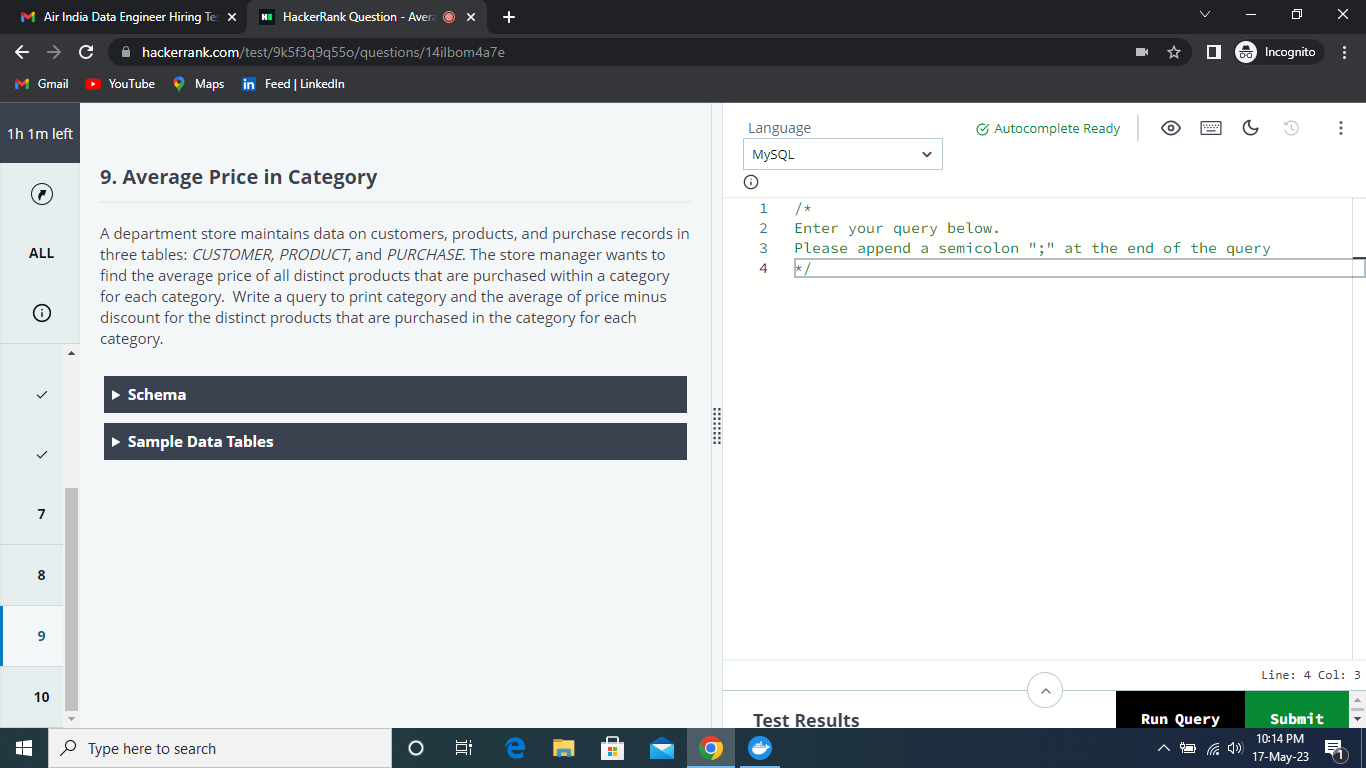 Air India Data Engineer Hiring Te
HackerRank Question - Avera
hackerrank.com/test/9k5f3q9q55o/questions/14ilbom4a7e
Incognito
Gmail
YouTube
Maps
Feed | LinkedIn
1h 1m left
ALL
7
8
9
10
9. Average Price in Category
A department store maintains data on customers, products, and purchase records in
three tables: CUSTOMER, PRODUCT, and PURCHASE. The store manager wants to
find the average price of all distinct products that are purchased within a category
for each category.  Write a query to print category and the average of price minus
discount for the distinct products that are purchased in the category for each
category.
Schema
Sample Data Tables
Language
MySQL
Autocomplete Ready
1 /*
2 Enter your query below.
3 Please append a semicolon ";" at the end of the query
4 */
Line: 4 Col: 3
Test Results
Run Query
Submit
Type here to search
10:14 PM
17-May-23
1